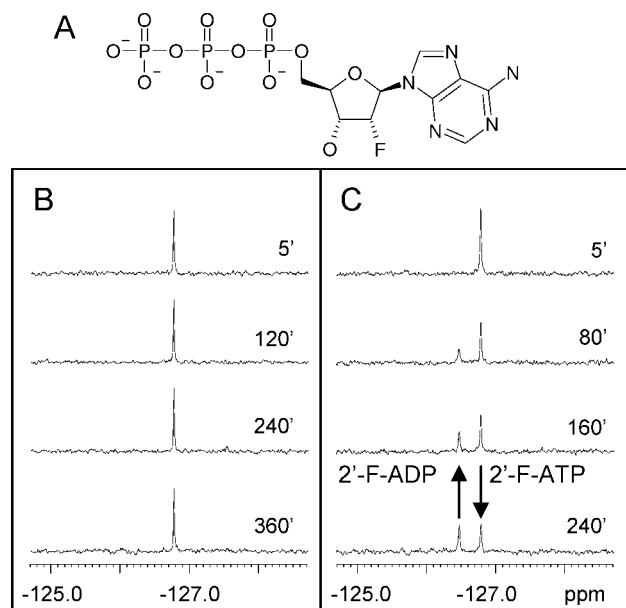 A
O O O
− P O P O P O
O O− O− O−
O N N
N N N
O F
B C
5' 5'
120' 80'
240' 160'
2'-F-ADP 2'-F-ATP
360' 240'
-125.0 -127.0 -125.0 -127.0 ppm